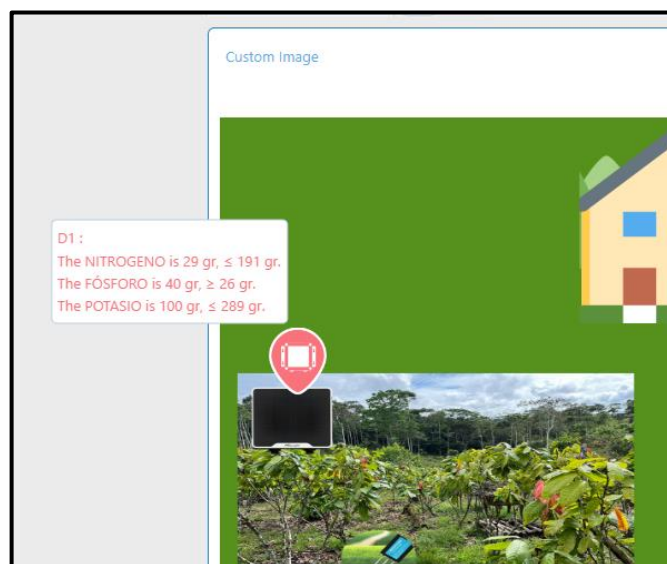 Custom Image
D1 :
The NITROGENO is 29 gr, ≤ 191 gr.
The FÓSFORO is 40 gr, ≥ 26 gr.
The POTASIO is 100 gr, ≤ 289 gr.